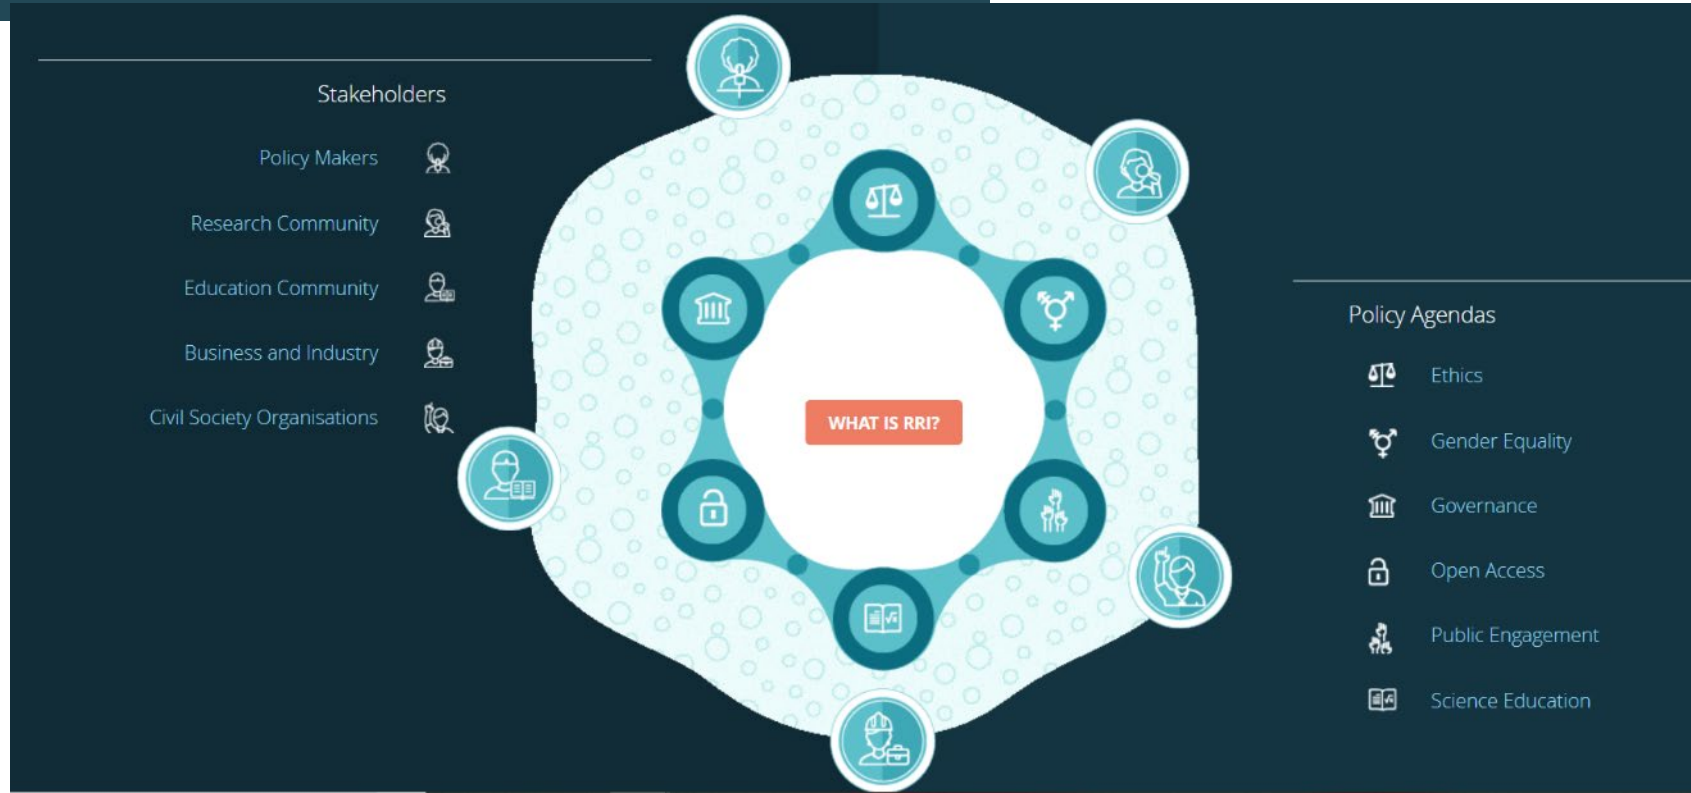 Stakeholders
Policy Makers
Research Community
Education Community
Business and Industry
Civil Society Organisations
WHAT IS RRI?
Policy Agendas
Ethics
Gender Equality
Governance
Open Access
Public Engagement
Science Education